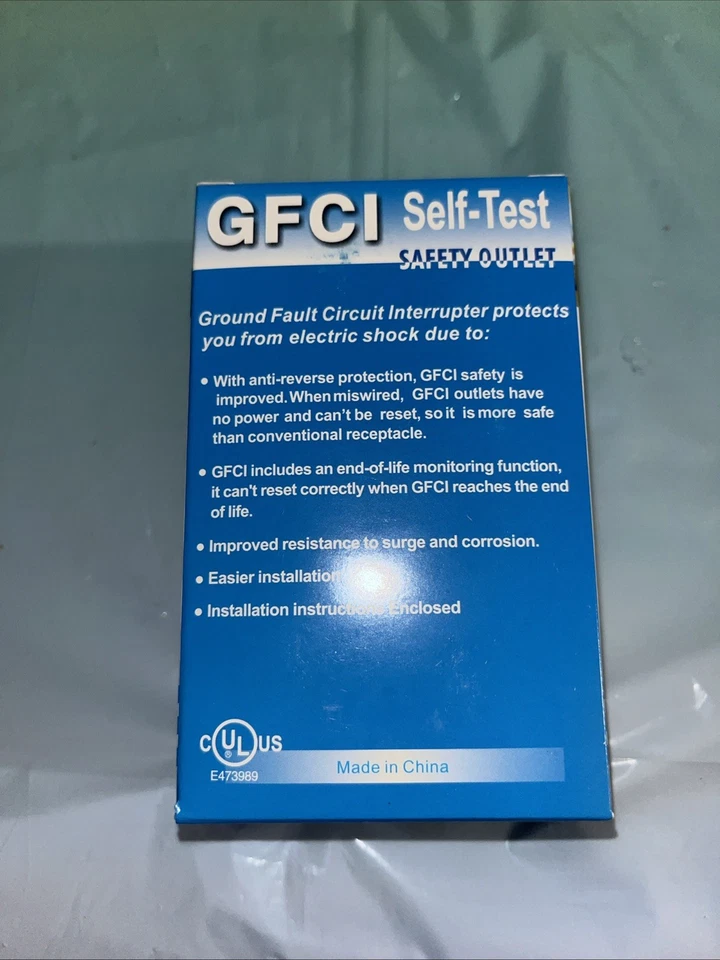 GFCI Self-Test
SAFETY OUTLET
Ground Fault Circuit Interrupter protects
you from electric shock due to:
• With anti-reverse protection, GFCI safety is
improved. When miswired, GFCI outlets have
no power and can't be reset, so it is more safe
than conventional receptacle.
• GFCI includes an end-of-life monitoring function,
it can't reset correctly when GFCI reaches the end
of life.
• Improved resistance to surge and corrosion.
• Easier installation
• Installation instructions Enclosed
C UL US
®
E473989
Made in China